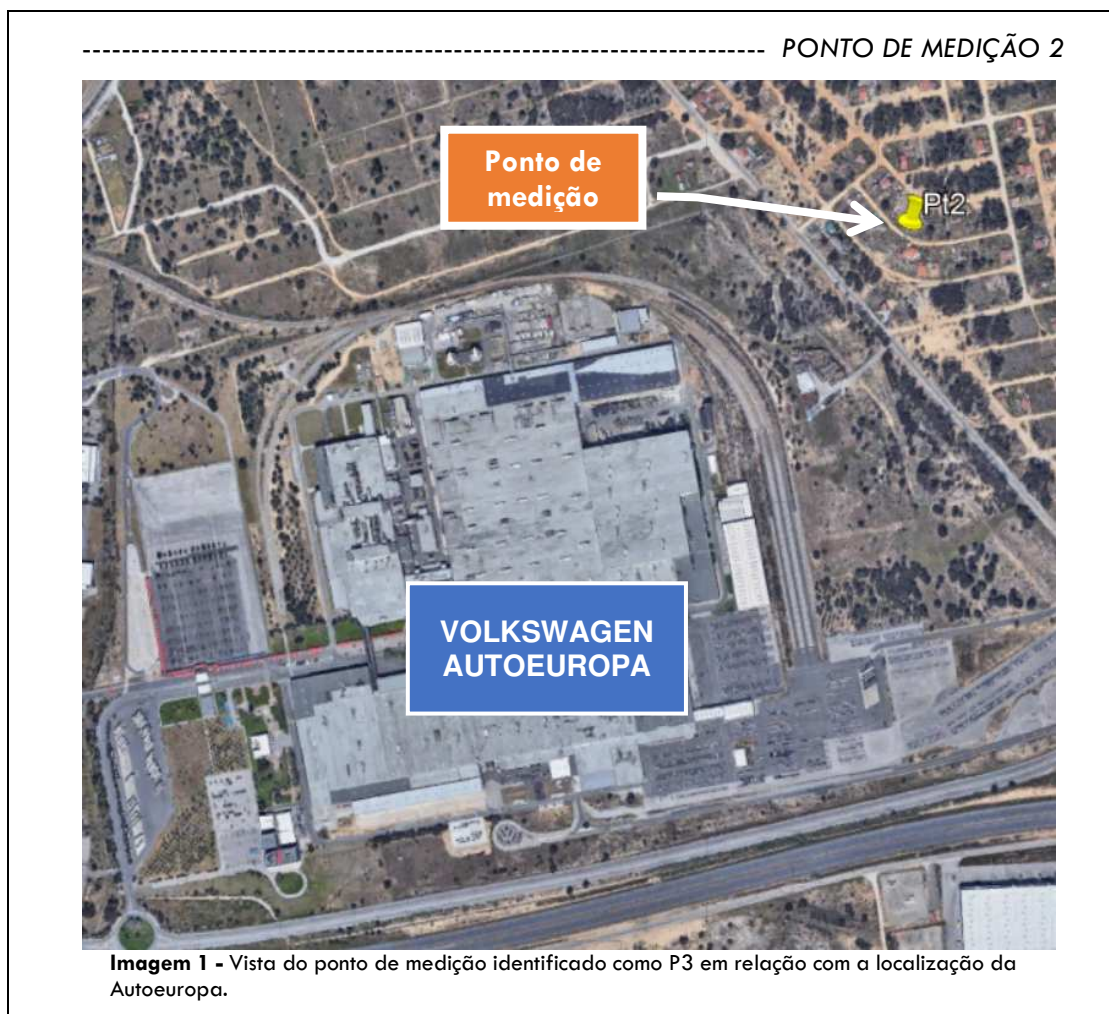 ------------------------------------------------------------------------ PONTO DE MEDIÇÃO 2
Ponto de
medição
Pt2
VOLKSWAGEN
AUTOEUROPA
Imagem 1 - Vista do ponto de medição identificado como P3 em relação com a localização da
Autoeuropa.